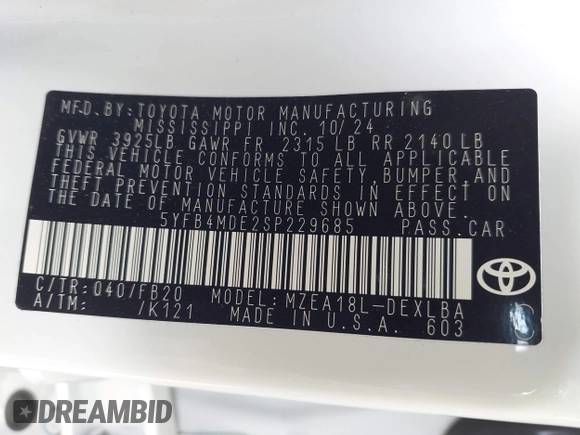 MFD.BY:TOYOTA MOTOR MANUFACTURING
MISSISSIPPI INC. 10/24
GVWR 3925LB GAWR FR 2315 LB RR 2140 LB
THIS VEHICLE CONFORMS TO ALL APPLICABLE
FEDERAL MOTOR VEHICLE SAFETY, BUMPER, AND
THEFT PREVENTION STANDARDS IN EFFECT ON
THE DATE OF MANUFACTURE SHOWN ABOVE.
5YFB4MDE2SP229685 PASS.CAR
C/TR:040/FB20 MODEL:MZEA18L-DEXLBA
A/TM: /K121 MADE IN U.S.A. 603
C
DREAMBID